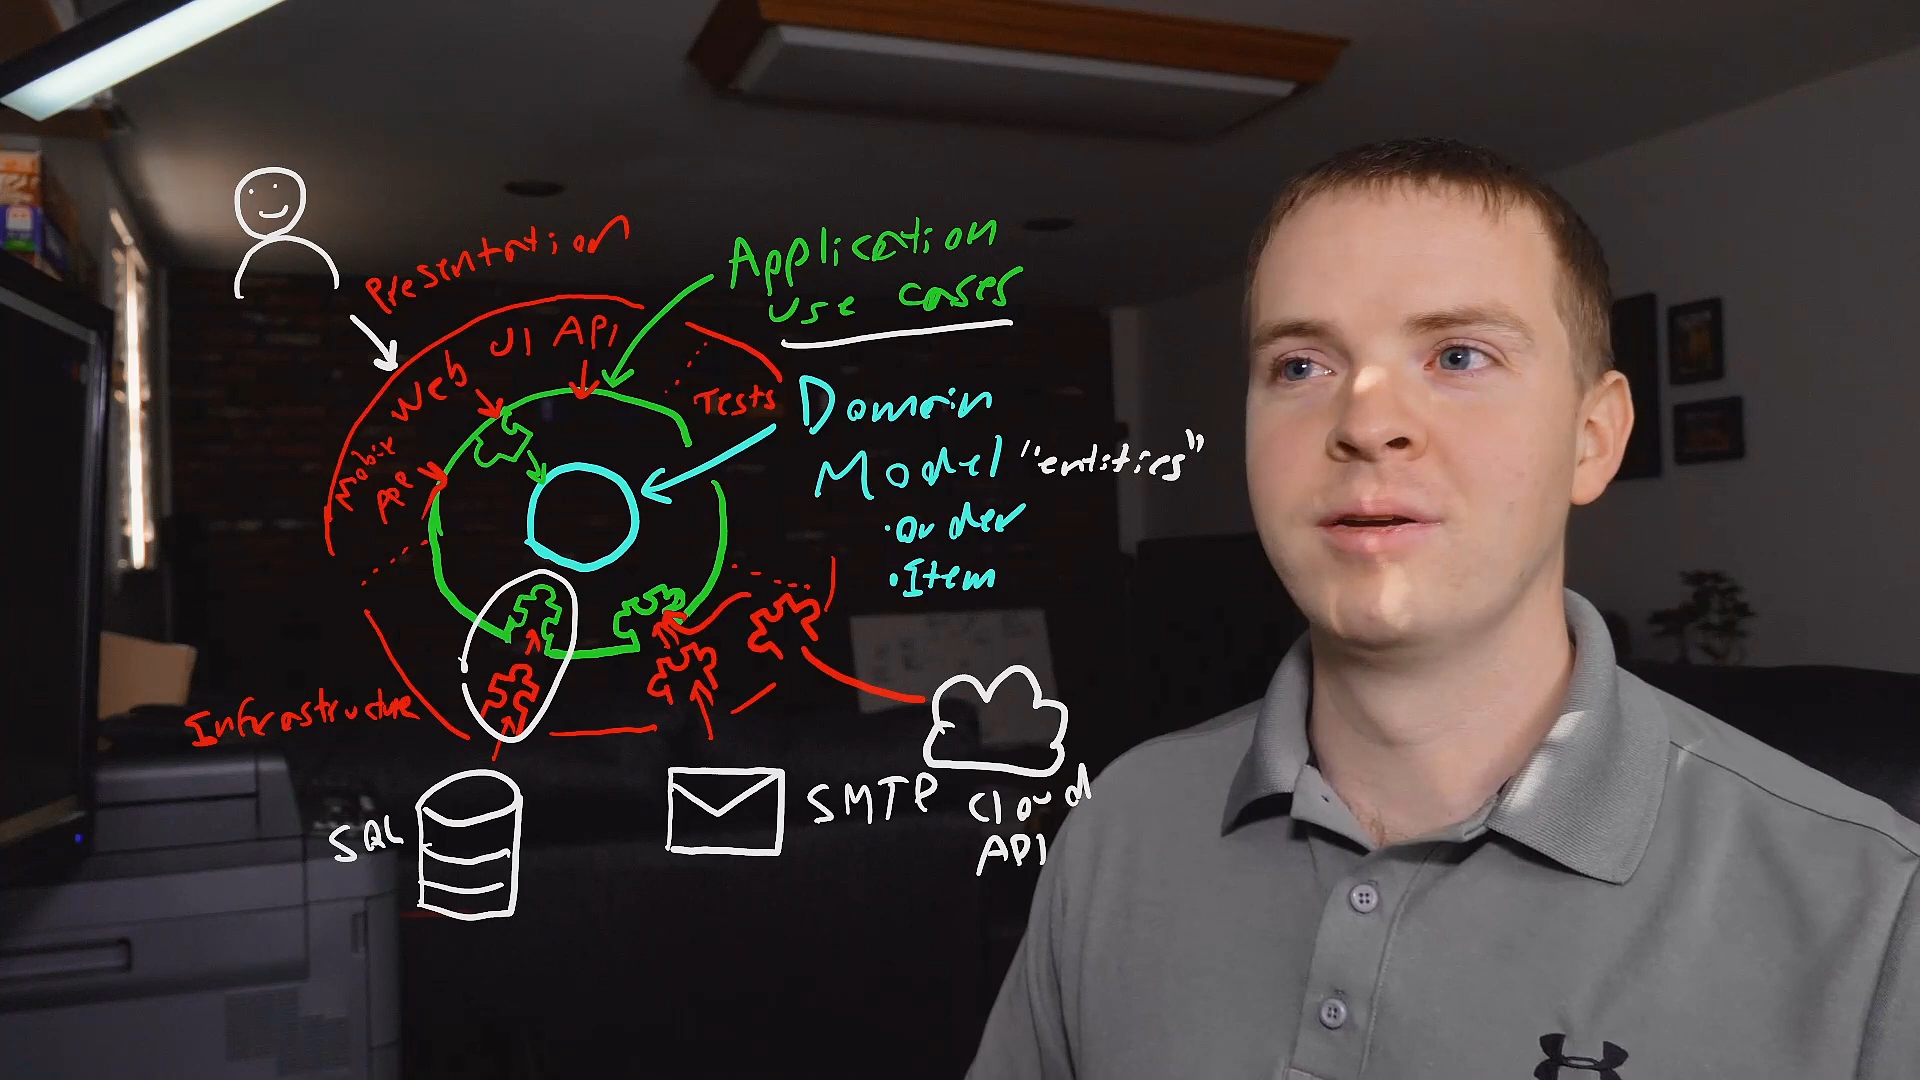 Presentation
Application
use cases
UI API
Web
Mobile
App
Tests
Domain
Model "entities"
• Order
• Item
Infrastructure
SQL
SMTP
Cloud
API